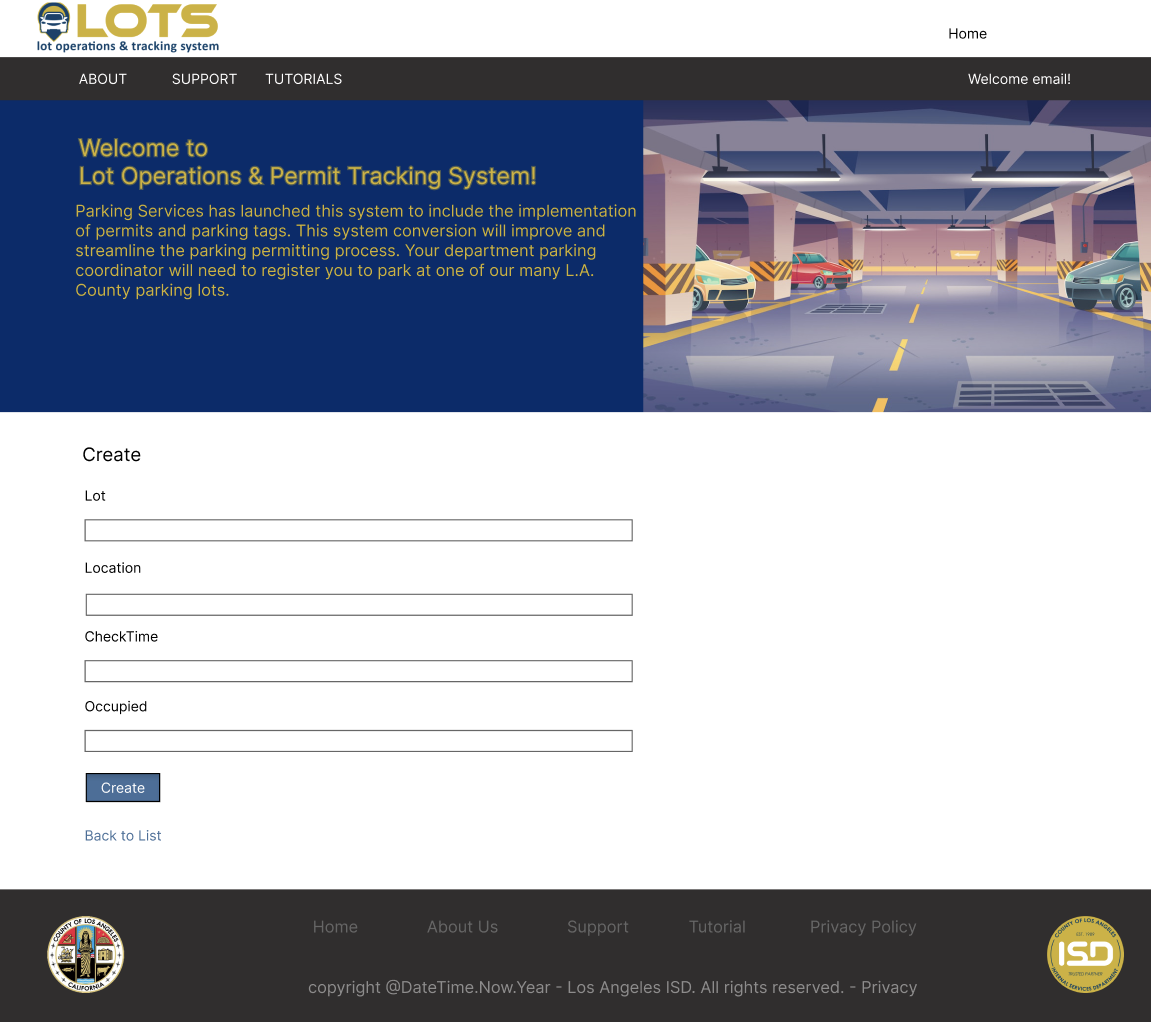 LOTS
lot operations & tracking system
Home
ABOUT SUPPORT TUTORIALS Welcome email!
Welcome to
Lot Operations & Permit Tracking System!
Parking Services has launched this system to include the implementation
of permits and parking tags. This system conversion will improve and
streamline the parking permitting process. Your department parking
coordinator will need to register you to park at one of our many L.A.
County parking lots.
Create
Lot
Location
CheckTime
Occupied
Create
Back to List
Home About Us Support Tutorial Privacy Policy
copyright @DateTime.Now.Year - Los Angeles ISD. All rights reserved. - Privacy
COUNTY OF LOS ANGELES
CALIFORNIA
COUNTY OF LOS ANGELES
EST. 1989
ISD
TRUSTED PARTNER
INTERNAL SERVICES DEPARTMENT